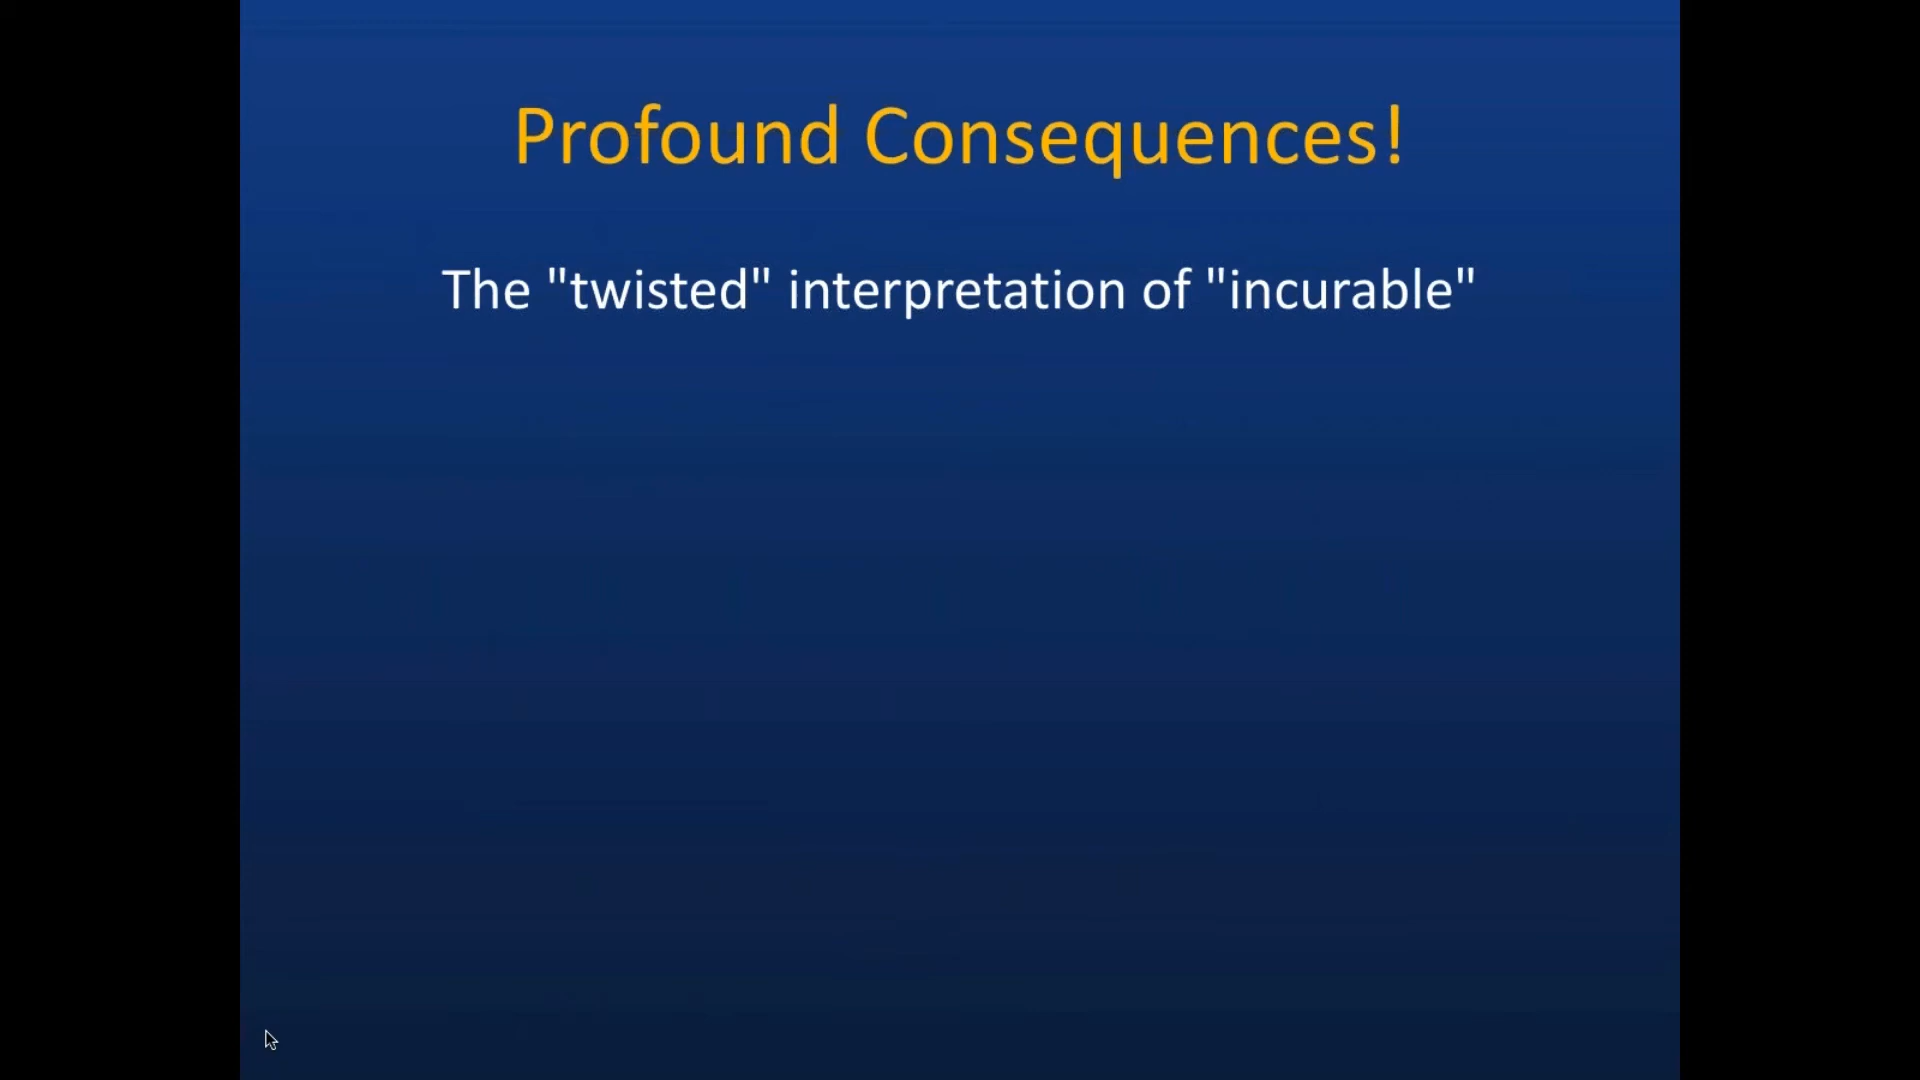 Profound Consequences!
The "twisted" interpretation of "incurable"